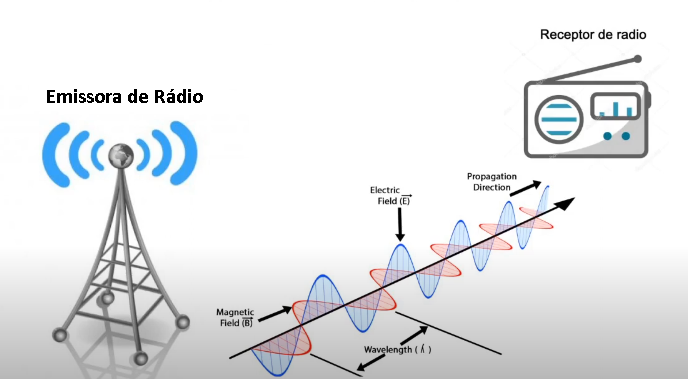 Receptor de radio
Emissora de Rádio
Propagation
Direction
Electric
Field (E)
Magnetic
Field (B)
Wavelength (λ)